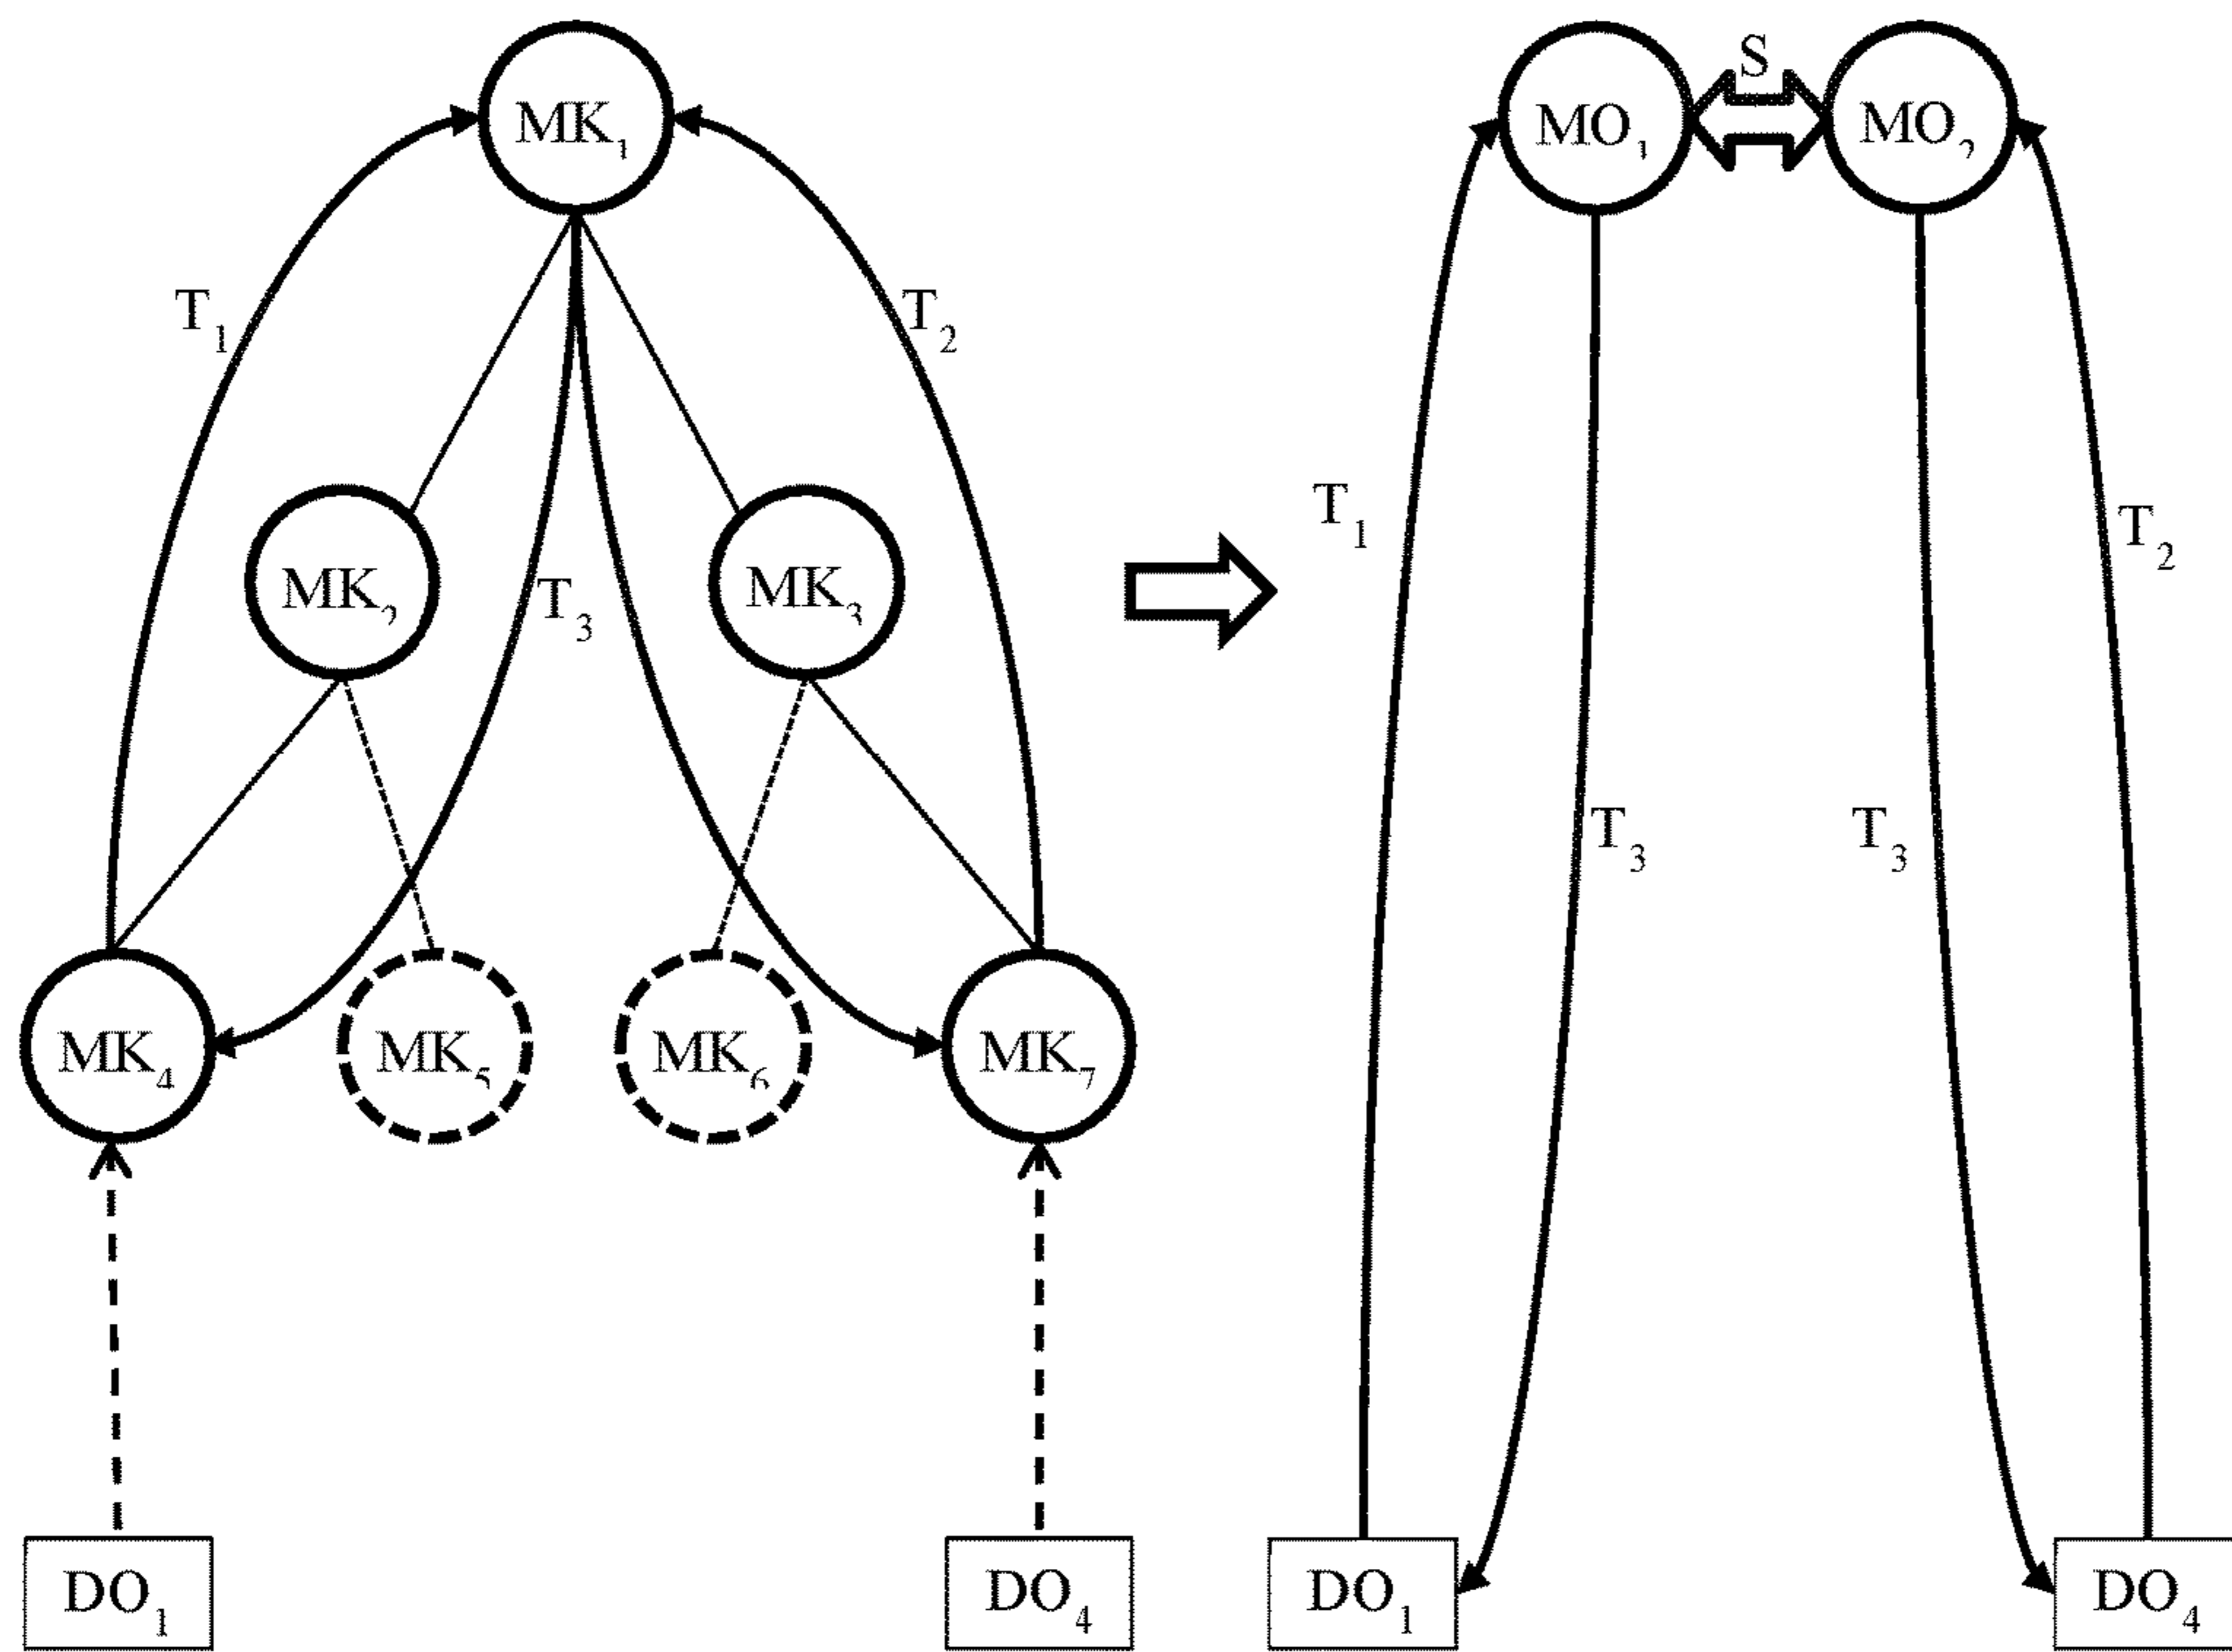 MK₁
MO₁
S
MO₂
T₁
T₂
T₁
T₂
MK₂
T₃
MK₃
T₃
T₃
MK₄
MK₅
MK₆
MK₇
DO₁
DO₄
DO₁
DO₄